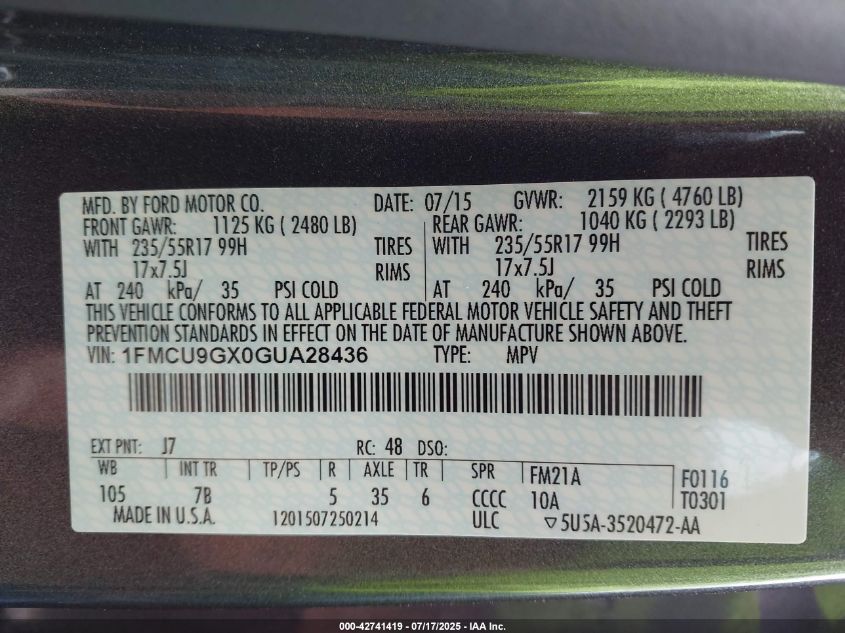 MFD. BY FORD MOTOR CO. DATE: 07/15 GVWR: 2159 KG ( 4760 LB)
FRONT GAWR: 1125 KG ( 2480 LB) REAR GAWR: 1040 KG ( 2293 LB)
WITH 235/55R17 99H TIRES WITH 235/55R17 99H TIRES
17x7.5J RIMS 17x7.5J RIMS
AT 240 kPa/ 35 PSI COLD AT 240 kPa/ 35 PSI COLD
THIS VEHICLE CONFORMS TO ALL APPLICABLE FEDERAL MOTOR VEHICLE SAFETY AND THEFT
PREVENTION STANDARDS IN EFFECT ON THE DATE OF MANUFACTURE SHOWN ABOVE.
VIN: 1FMCU9GX0GUA28436 TYPE: MPV
EXT PNT: J7 RC: 48 DSO:
WB INT TR TP/PS R AXLE TR SPR FM21A F0116
105 7B 5 35 6 CCCC 10A T0301
MADE IN U.S.A. 1201507250214 ULC ▽5U5A-3520472-AA
000-42741419 - 07/17/2025 - IAA Inc.